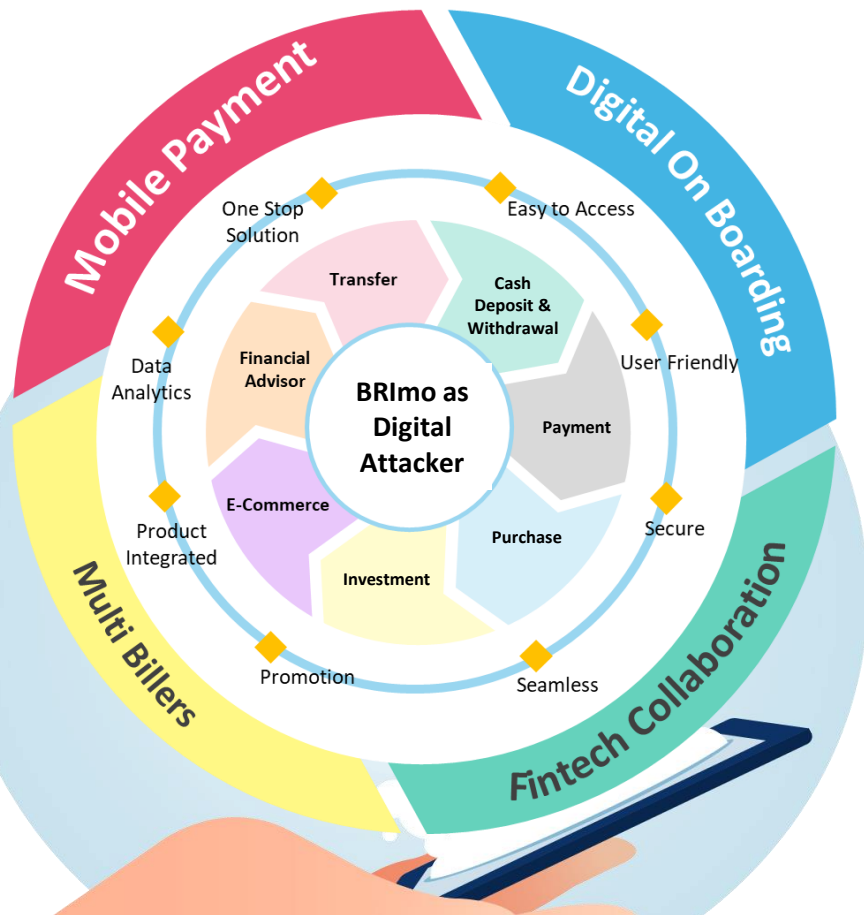 Mobile Payment
Digital On Boarding
One Stop
Solution
Easy to Access
Transfer
Cash
Deposit &
Withdrawal
Data
Analytics
Financial
Advisor
User Friendly
BRImo as
Digital
Attacker
Payment
E-Commerce
Product
Integrated
Purchase
Secure
Investment
Promotion
Seamless
Multi Billers
Fintech Collaboration